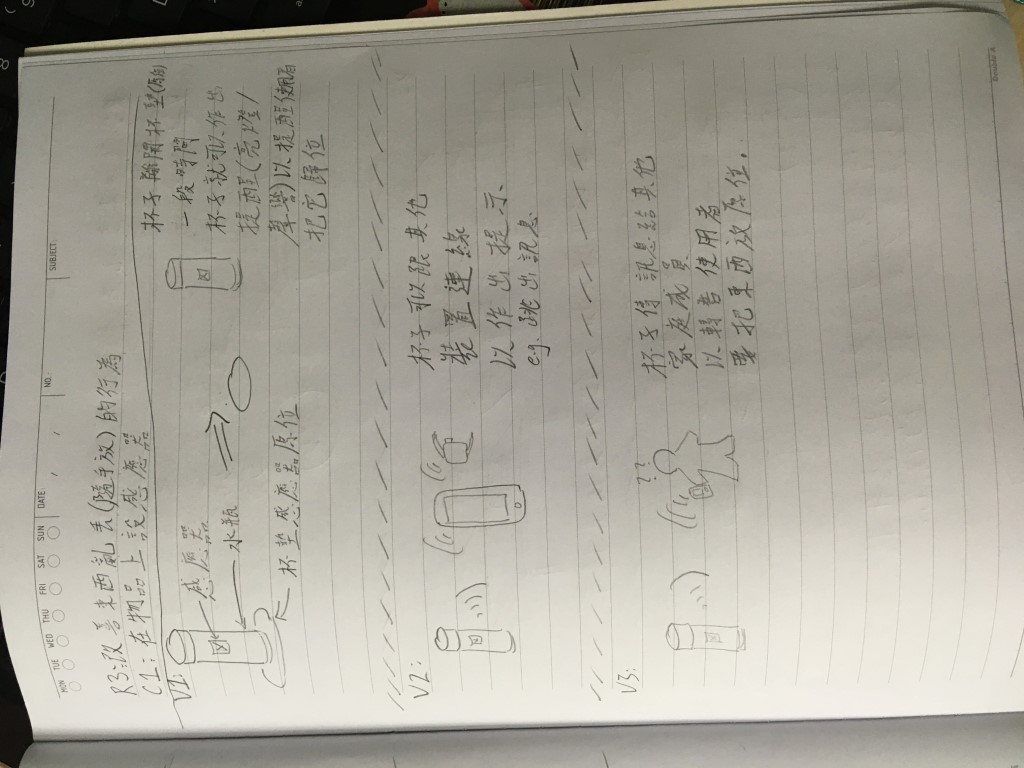 MON TUE WED THU FRI SAT SUN DATE: / / NO.: SUBJECT:
R3:改善東西亂丟(隨手放)的行為
C1:在物品上設感應器
V1:
感應器
水瓶
杯墊感應器原位
杯子離開杯墊
一段時間
杯子就可以作出
提醒(亮燈/
聲響)以提醒使用者
把它歸位
V2:
杯子可以跟其他
裝置連線
以作出提示
e.g. 跳出訊息
V3:
??
杯子傳訊息給其他
家庭成員
以轉告使用者
要把東西放原位.
Double A